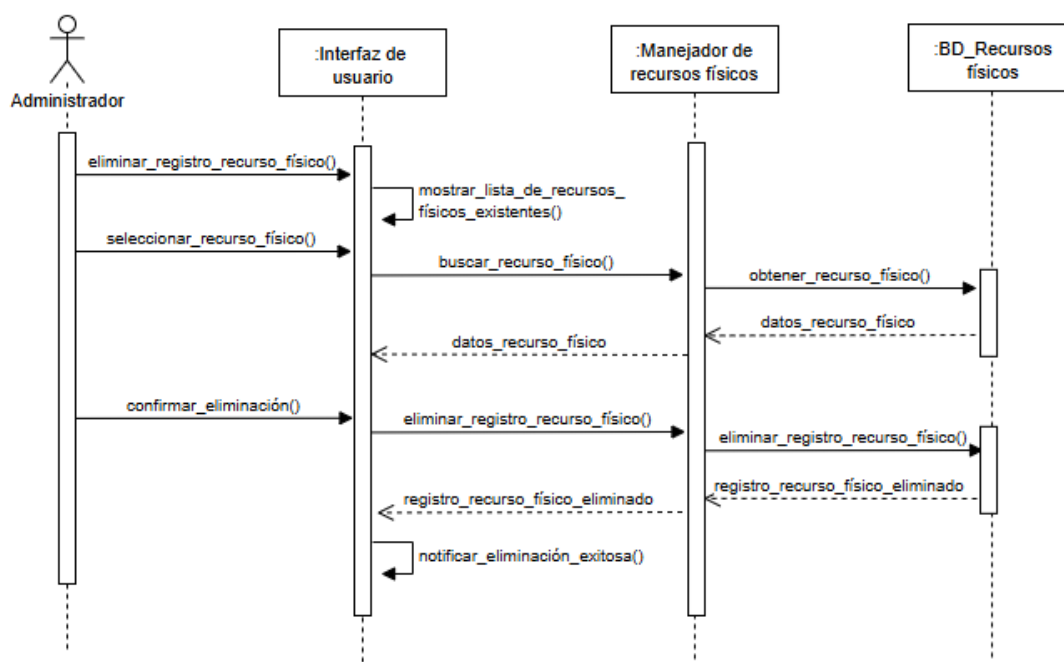 :Interfaz de
usuario
:Manejador de
recursos físicos
:BD_Recursos
físicos
Administrador
eliminar_registro_recurso_físico()
mostrar_lista_de_recursos_
físicos_existentes()
seleccionar_recurso_físico()
buscar_recurso_físico()
obtener_recurso_físico()
datos_recurso_físico
datos_recurso_físico
confirmar_eliminación()
eliminar_registro_recurso_físico()
eliminar_registro_recurso_físico()
registro_recurso_físico_eliminado
registro_recurso_físico_eliminado
notificar_eliminación_exitosa()